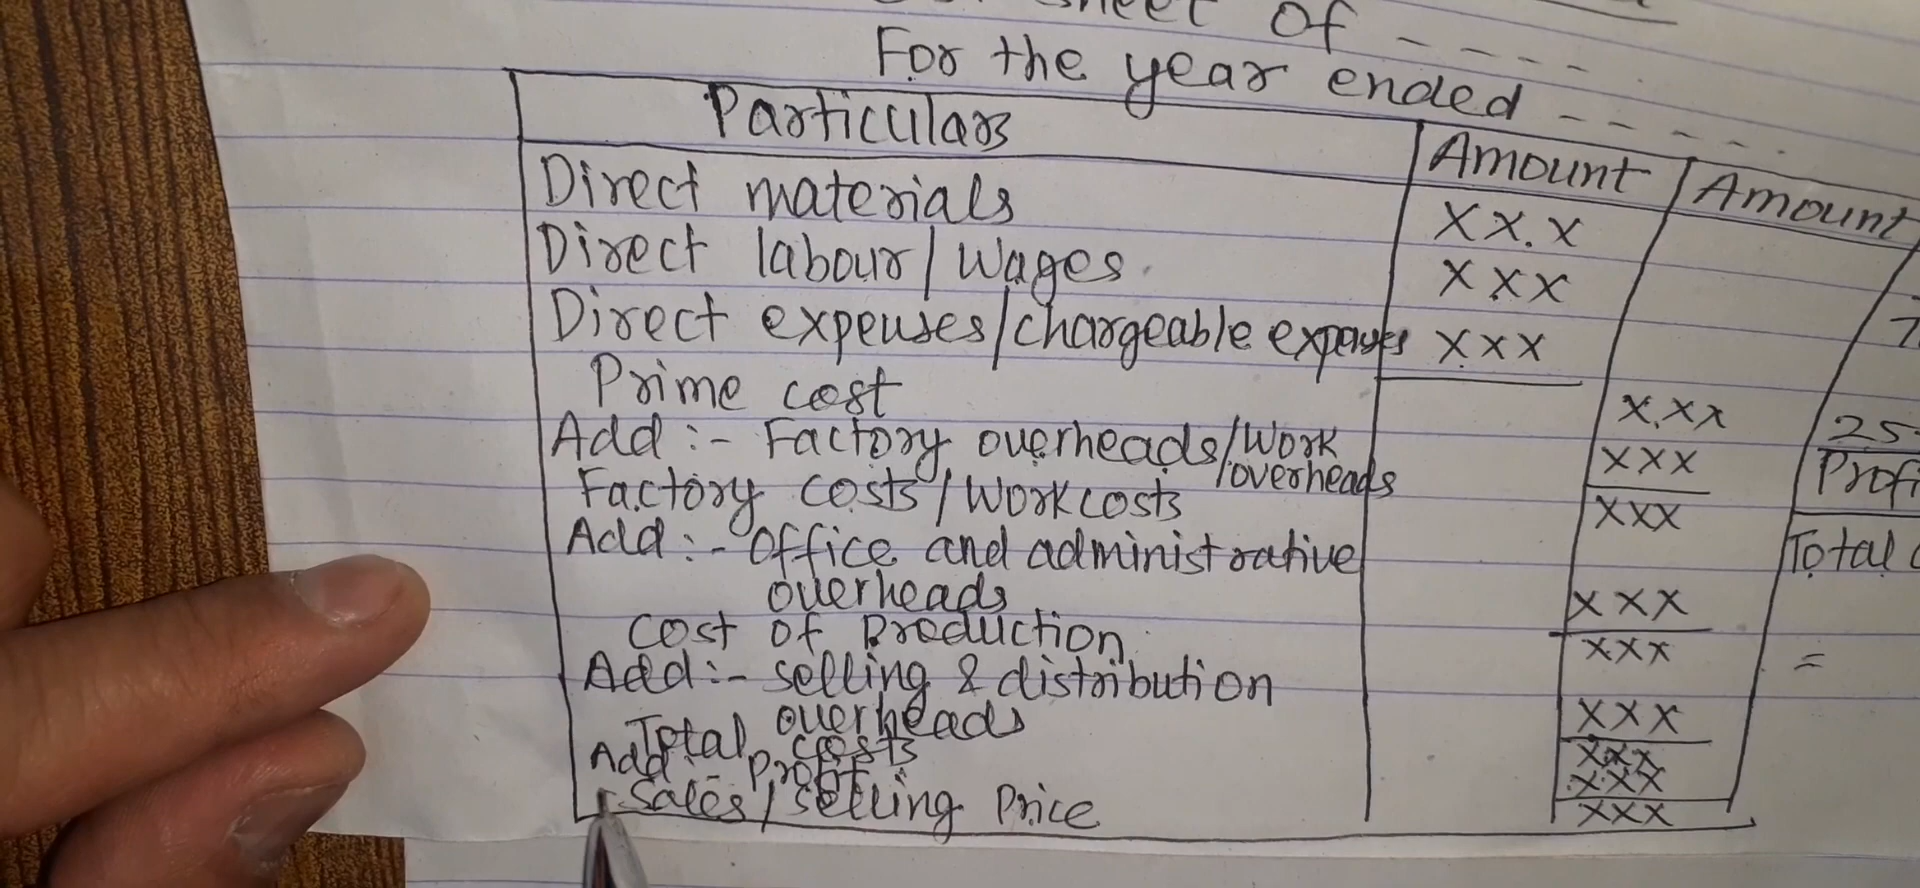 sheet of - - - -
For the year ended - - - - -
Particulars Amount Amount
Direct materials XX.X
Direct labour/Wages. XXX
Direct expenses/chargeable expenses XXX
Prime cost X.XX
Add :- Factory overheads/Work XXX
overheads
Factory costs/Work costs XXX
Add :- Office and administrative
overheads XXX
Cost of Production. XXX
Add :- selling & distribution
overheads XXX
Total costs XXX
Add :- Profit XXX
Sales/selling Price XXX
25
Profi
Total
=